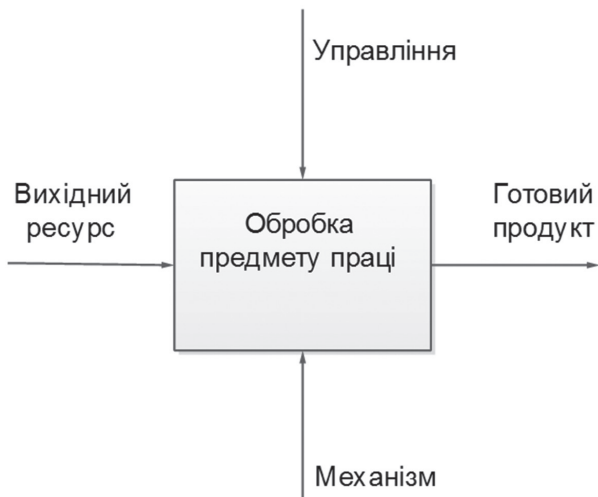 Управління
Вихідний
ресурс
Обробка
предмету праці
Готовий
продукт
Механізм